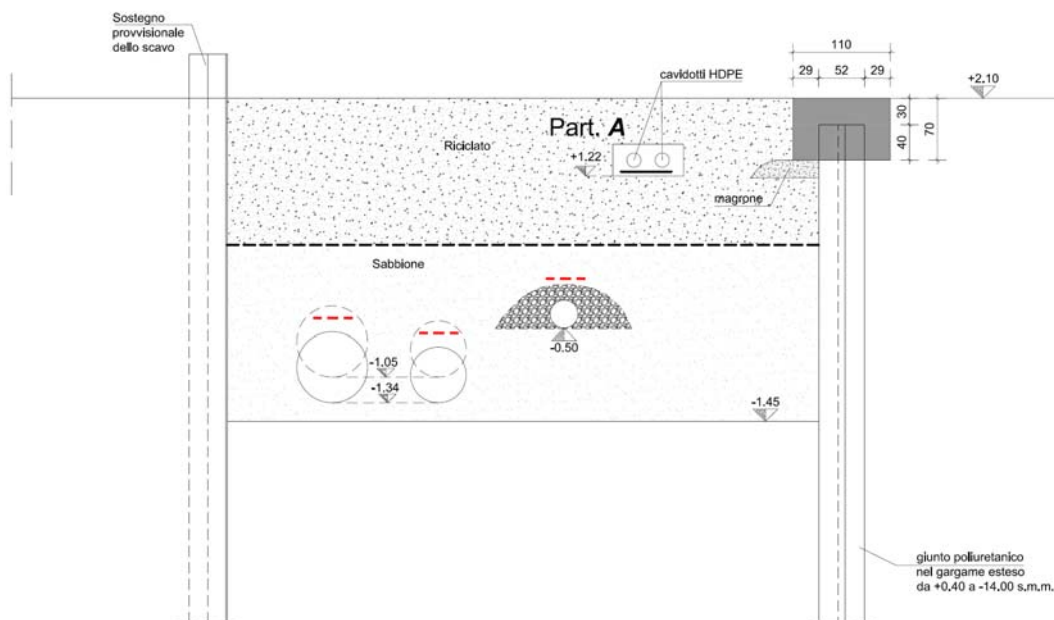 Sostegno
provvisionale
dello scavo
110
29 52 29
cavidotti HDPE
+2.10
30
40
70
Part. A
Riciclato
+1.22
magrone
Sabbione
-0.50
-1.05
-1.34
-1.45
giunto poliuretanico
nel gargame esteso
da +0.40 a -14.00 s.m.m.